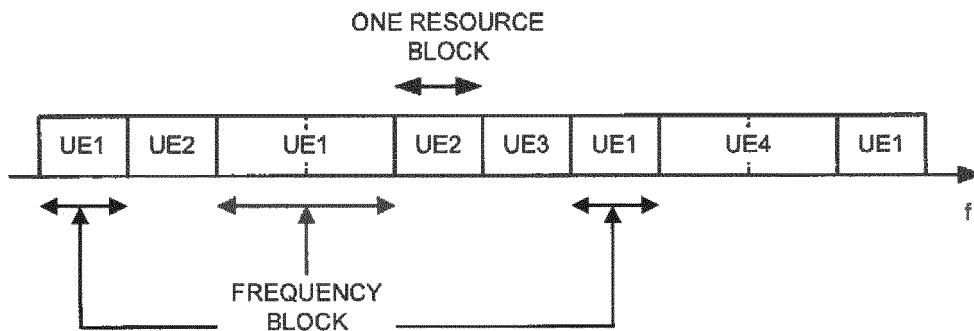 ONE RESOURCE
BLOCK
UE1 UE2 UE1 UE2 UE3 UE1 UE4 UE1
f
FREQUENCY
BLOCK